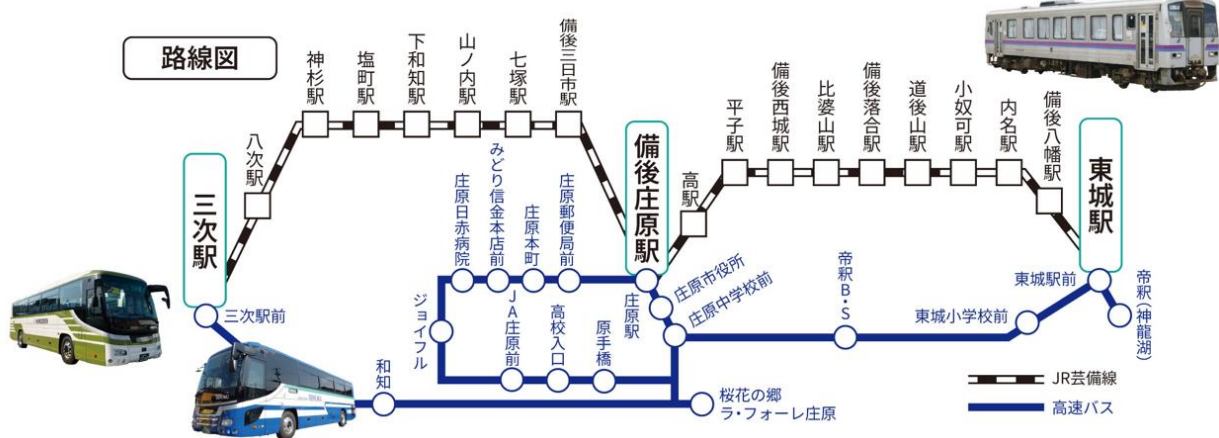 路線図
三次駅
八次駅
神杉駅
塩町駅
下和知駅
山ノ内駅
七塚駅
備後三日市駅
備後庄原駅
高駅
平子駅
備後西城駅
比婆山駅
備後落合駅
道後山駅
小奴可駅
内名駅
備後八幡駅
東城駅
三次駅前
和知
ジョイフル
庄原日赤病院
みどり信金本店前
庄原本町
庄原郵便局前
JA庄原前
高校入口
原手橋
庄原駅
庄原市役所
庄原中学校前
桜花の郷
ラ・フォーレ庄原
帝釈B・S
東城小学校前
東城駅前
帝釈(神龍湖)
JR芸備線
高速バス